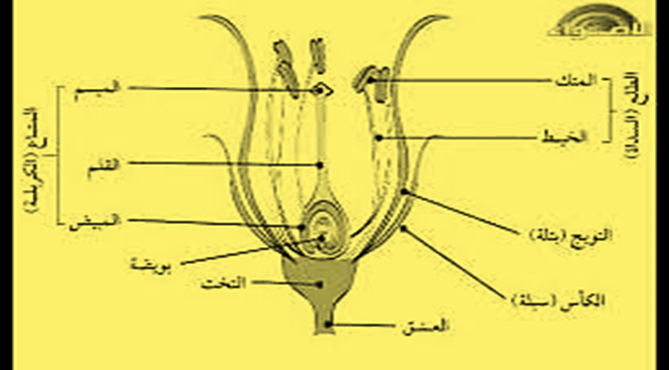 الطلع (السداة)
المتك
الخيط
التويج (بتلة)
الكأس (سبلة)
المتاع (الكربلة)
الميسم
القلم
المبيض
بويضة
التخت
العنق